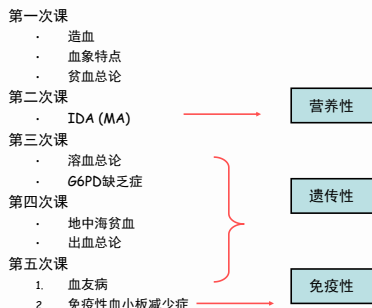 第一次课
· 造血
· 血象特点
· 贫血总论
第二次课
· IDA (MA)
营养性
第三次课
· 溶血总论
· G6PD缺乏症
遗传性
第四次课
· 地中海贫血
· 出血总论
第五次课
1. 血友病
免疫性
2. 免疫性血小板减少症